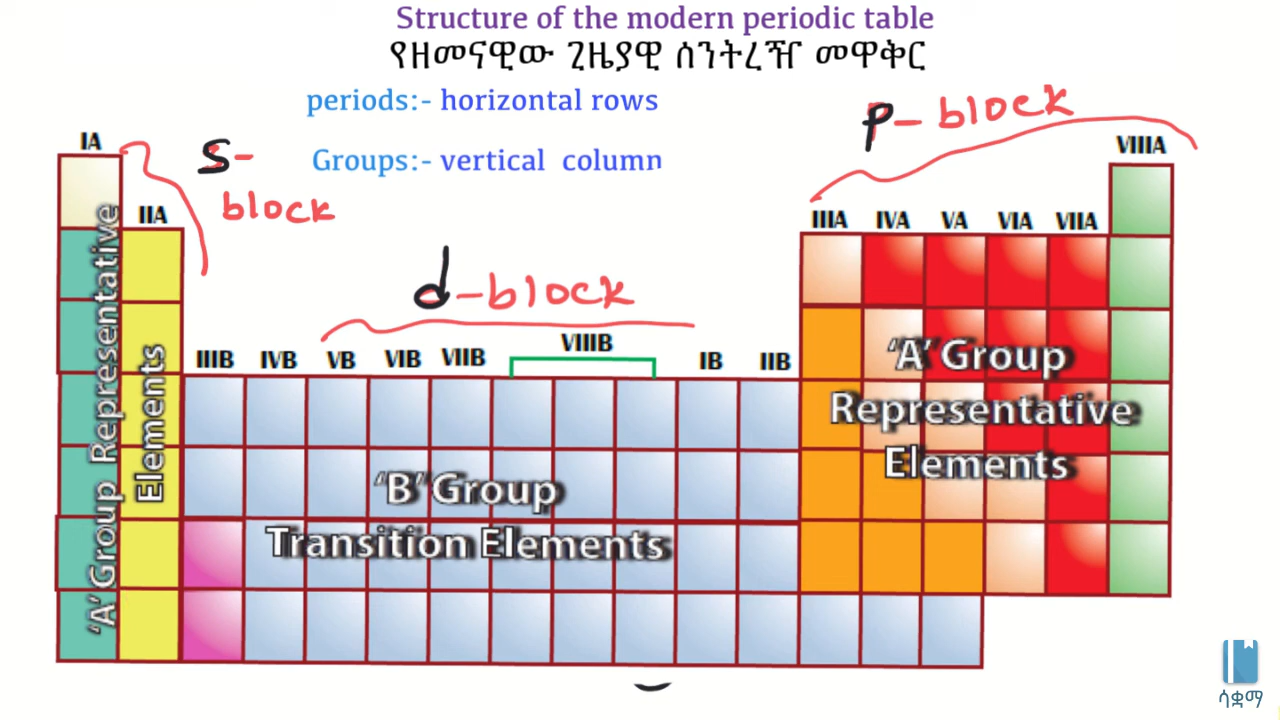 Structure of the modern periodic table
የዘመናዊው ጊዜያዊ ሰንትረዥ መዋቅር
periods:- horizontal rows
Groups:- vertical column
s-block
p-block
d-block
IA
IIA
IIIB
IVB
VB
VIB
VIIB
VIIIB
IB
IIB
IIIA
IVA
VA
VIA
VIIA
VIIIA
'A' Group Representative
Elements
'B' Group
Transition Elements
'A' Group
Representative
Elements
ሳቋማ